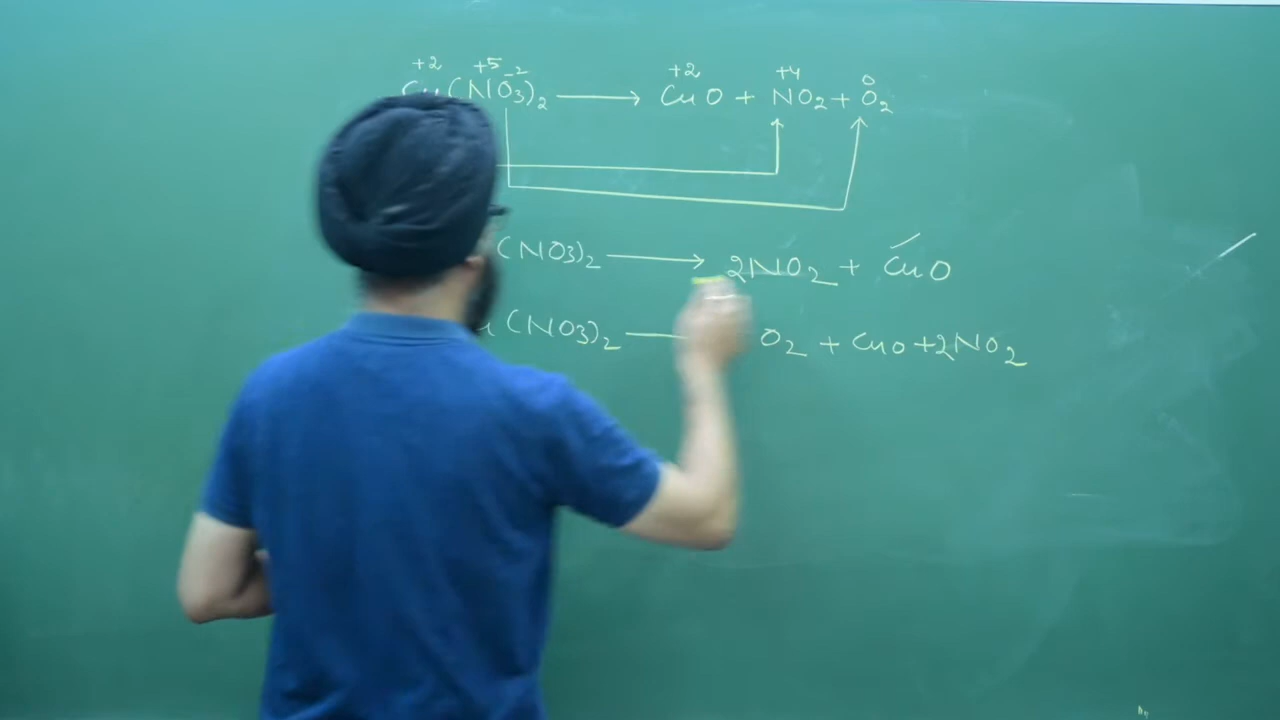 +2 +5 -2 +2 +4 0
Cu(NO3)2 ⟶ CuO + NO2 + O2
(NO3)2 ⟶ 2NO2 + CuO
(NO3)2 — O2 + CuO + 2NO2